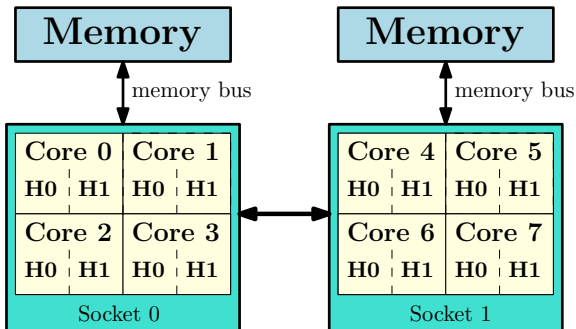 Memory Memory
memory bus memory bus
Core 0 Core 1 Core 4 Core 5
H0 H1 H0 H1 H0 H1 H0 H1
Core 2 Core 3 Core 6 Core 7
H0 H1 H0 H1 H0 H1 H0 H1
Socket 0 Socket 1